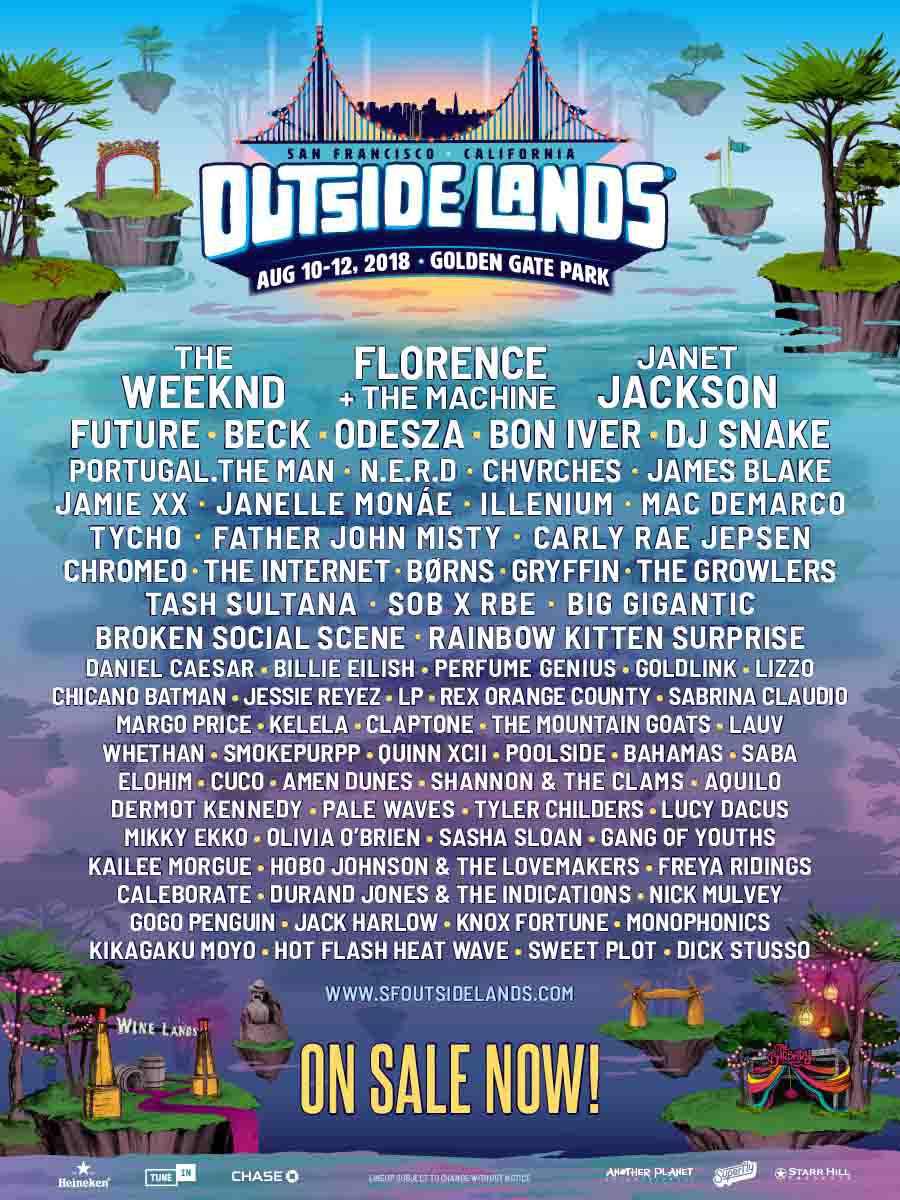 SAN FRANCISCO · CALIFORNIA
OUTSIDE LANDS
AUG 10-12, 2018 · GOLDEN GATE PARK
THE WEEKND
FLORENCE + THE MACHINE
JANET JACKSON
FUTURE · BECK · ODESZA · BON IVER · DJ SNAKE
PORTUGAL.THE MAN · N.E.R.D · CHVRCHES · JAMES BLAKE
JAMIE XX · JANELLE MONÁE · ILLENIUM · MAC DEMARCO
TYCHO · FATHER JOHN MISTY · CARLY RAE JEPSEN
CHROMEO · THE INTERNET · BØRNS · GRYFFIN · THE GROWLERS
TASH SULTANA · SOB X RBE · BIG GIGANTIC
BROKEN SOCIAL SCENE · RAINBOW KITTEN SURPRISE
DANIEL CAESAR · BILLIE EILISH · PERFUME GENIUS · GOLDLINK · LIZZO
CHICANO BATMAN · JESSIE REYEZ · LP · REX ORANGE COUNTY · SABRINA CLAUDIO
MARGO PRICE · KELELA · CLAPTONE · THE MOUNTAIN GOATS · LAUV
WHETHAN · SMOKEPURPP · QUINN XCII · POOLSIDE · BAHAMAS · SABA
ELOHIM · CUCO · AMEN DUNES · SHANNON & THE CLAMS · AQUILO
DERMOT KENNEDY · PALE WAVES · TYLER CHILDERS · LUCY DACUS
MIKKY EKKO · OLIVIA O'BRIEN · SASHA SLOAN · GANG OF YOUTHS
KAILEE MORGUE · HOBO JOHNSON & THE LOVEMAKERS · FREYA RIDINGS
CALEBORATE · DURAND JONES & THE INDICATIONS · NICK MULVEY
GOGO PENGUIN · JACK HARLOW · KNOX FORTUNE · MONOPHONICS
KIKAGAKU MOYO · HOT FLASH HEAT WAVE · SWEET PLOT · DICK STUSSO
WWW.SFOUTSIDELANDS.COM
WINE LANDS
THE BARBARY
ON SALE NOW!
Heineken
TUNE IN
CHASE
LINEUP SUBJECT TO CHANGE WITHOUT NOTICE
ANOTHER PLANET
ENTERTAINMENT
Superfly
STARR HILL
PRESENTS